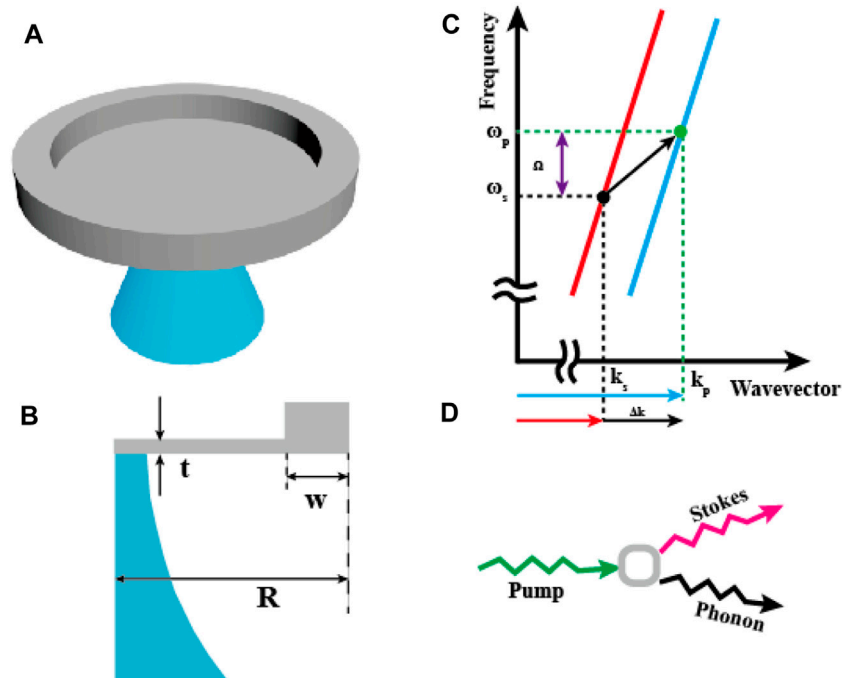 A
B
t
w
R
C
Frequency
ω_p
Ω
ω_s
k_s
k_p
Wavevector
Δk
D
Pump
Stokes
Phonon